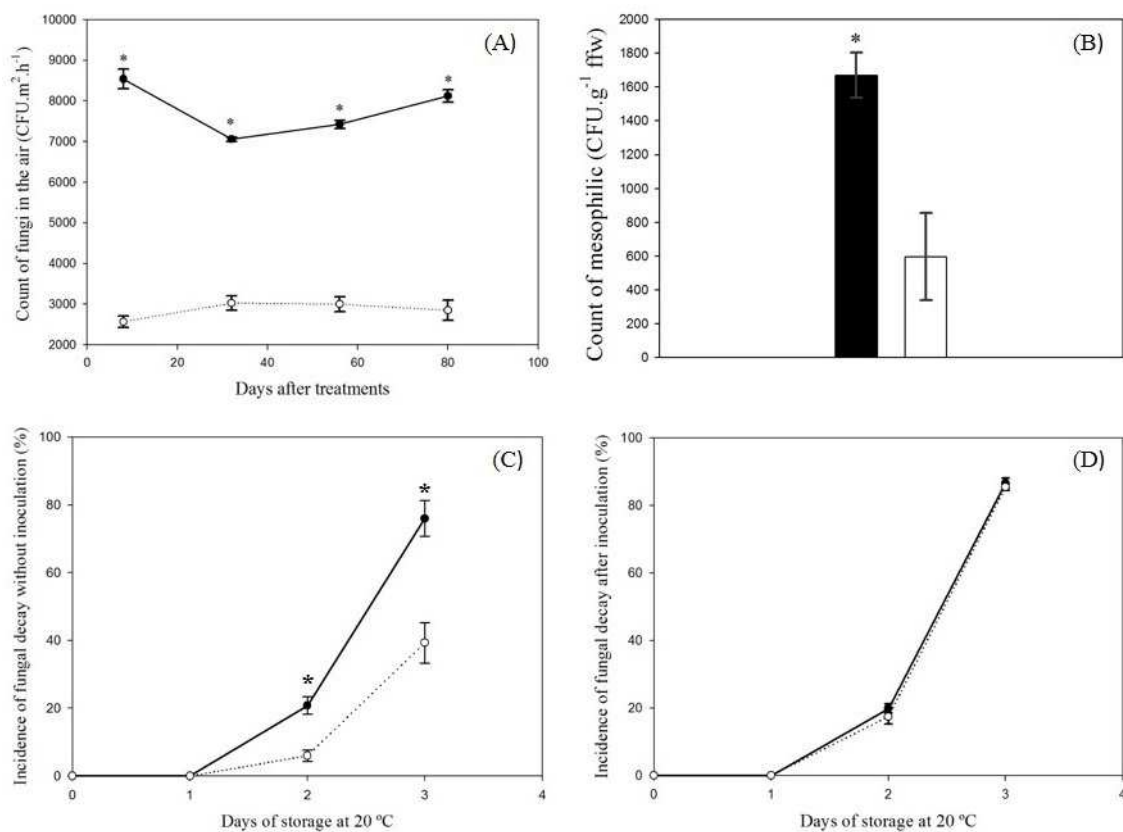 (A)
Count of fungi in the air (CFU.m².h⁻¹)
10000
9000
8000
7000
6000
5000
4000
3000
2000
* * * *
0 20 40 60 80 100
Days after treatments
(B)
Count of mesophilic (CFU.g⁻¹ ffw)
2000
1800
1600
1400
1200
1000
800
600
400
200
0
*
(C)
Incidence of fungal decay without inoculation (%)
100
80
60
40
20
0
* *
0 1 2 3 4
Days of storage at 20 ºC
(D)
Incidence of fungal decay after inoculation (%)
100
80
60
40
20
0
0 1 2 3 4
Days of storage at 20 ºC